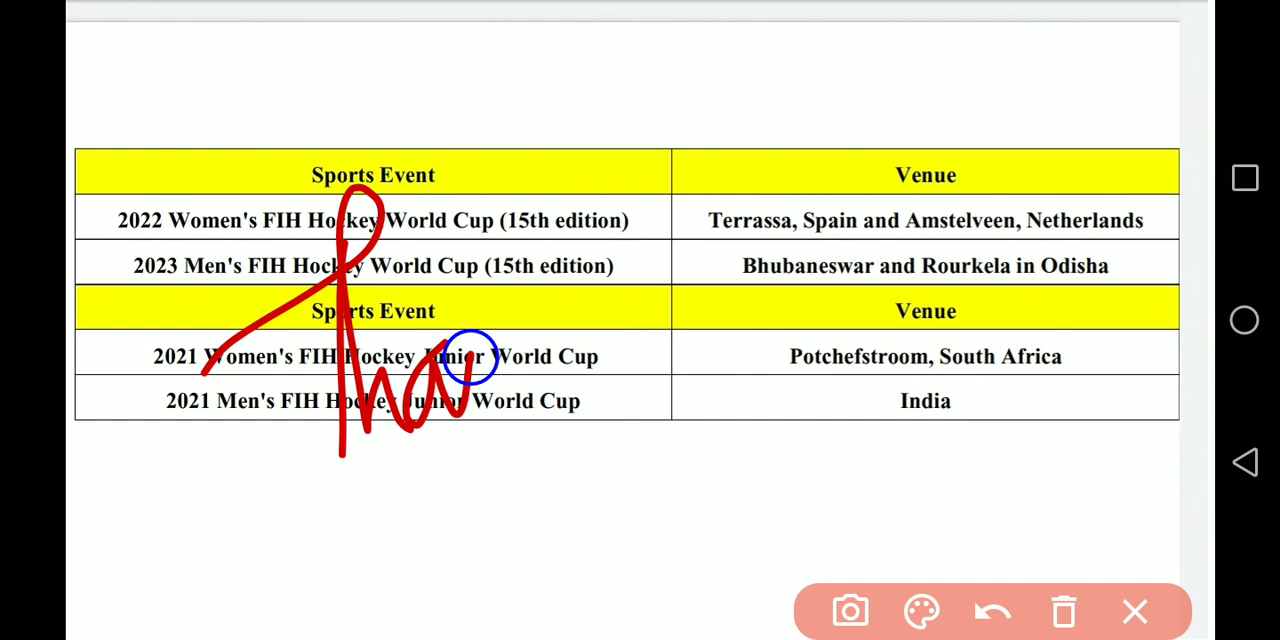 Sports Event Venue
2022 Women's FIH Hockey World Cup (15th edition) Terrassa, Spain and Amstelveen, Netherlands
2023 Men's FIH Hockey World Cup (15th edition) Bhubaneswar and Rourkela in Odisha
Sports Event Venue
2021 Women's FIH Hockey Junior World Cup Potchefstroom, South Africa
2021 Men's FIH Hockey Junior World Cup India